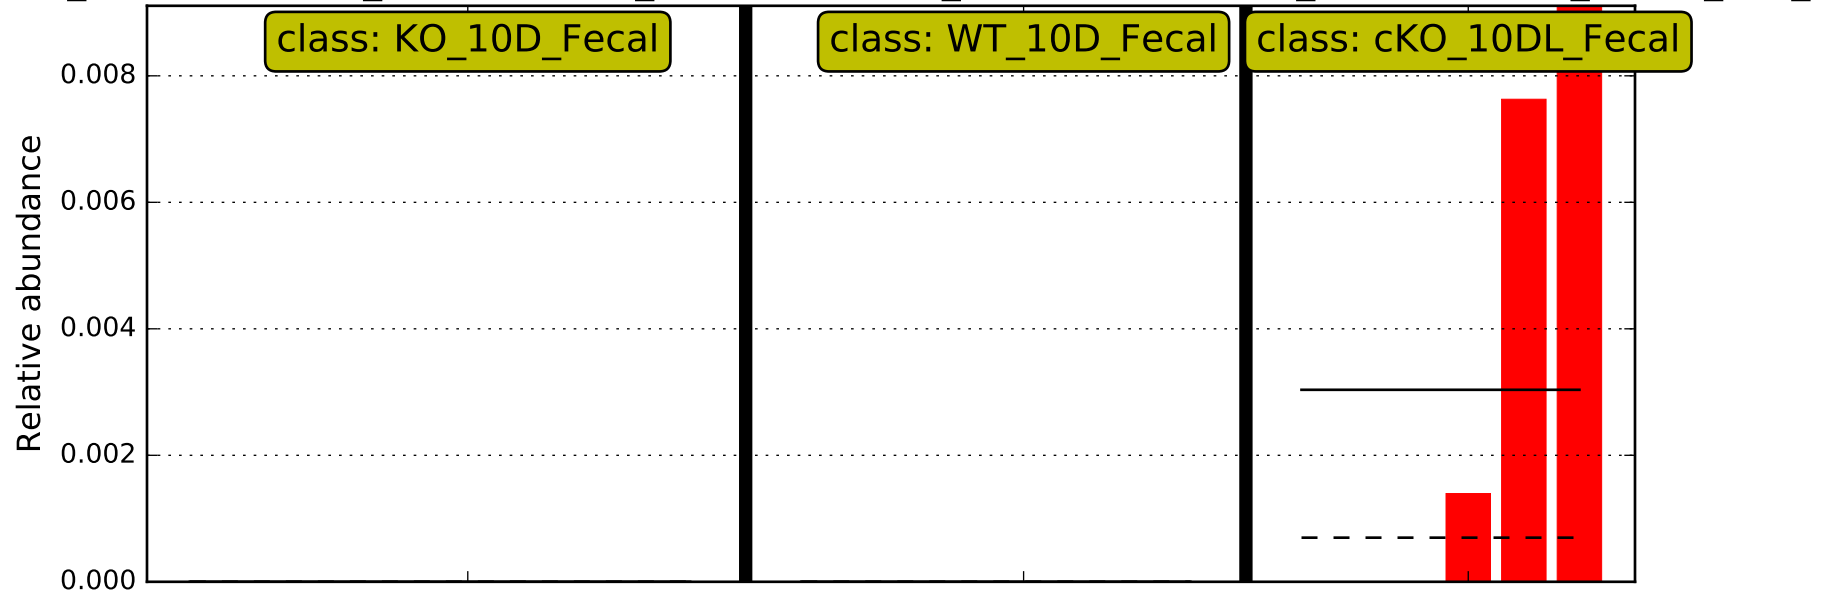 class: KO_10D_Fecal
class: WT_10D_Fecal
class: cKO_10DL_Fecal
Relative abundance
0.008
0.006
0.004
0.002
0.000